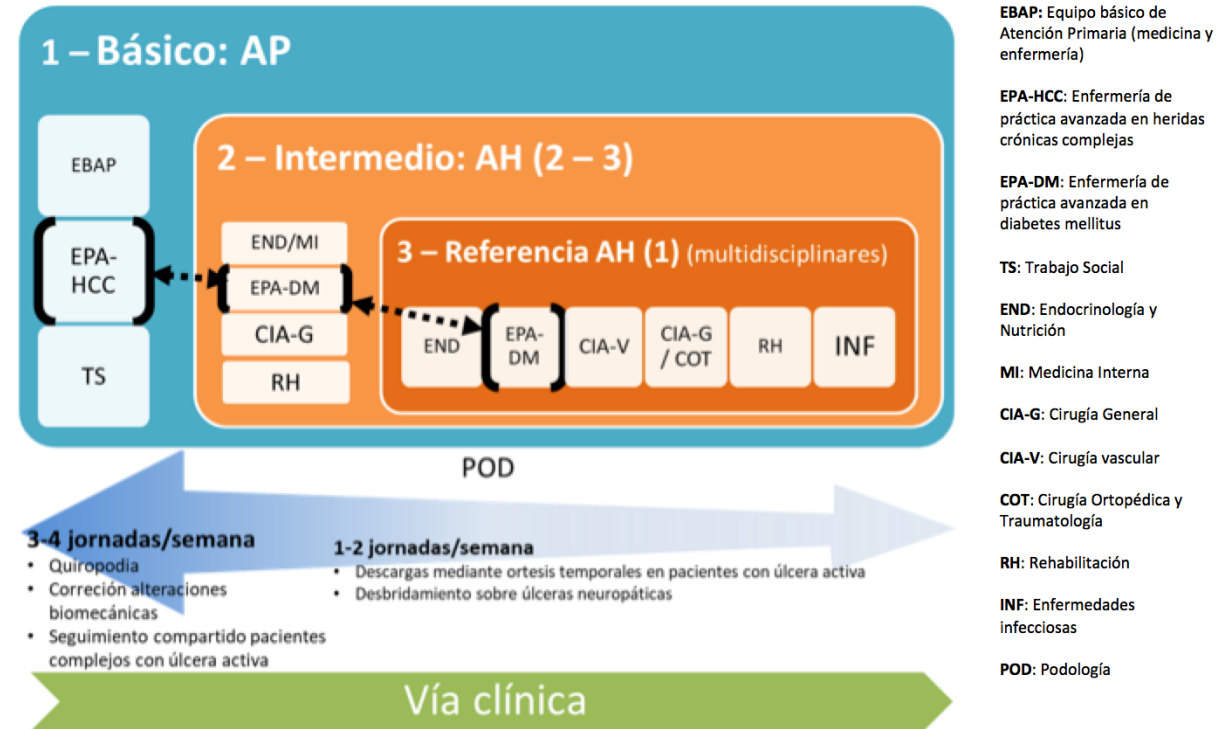 1 – Básico: AP
EBAP
EPA-
HCC
TS
2 – Intermedio: AH (2 – 3)
END/MI
EPA-DM
CIA-G
RH
3 – Referencia AH (1) (multidisciplinares)
END
EPA-
DM
CIA-V
CIA-G
/ COT
RH
INF
POD
3-4 jornadas/semana
• Quiropodia
• Correción alteraciones
biomecánicas
• Seguimiento compartido pacientes
complejos con úlcera activa
1-2 jornadas/semana
• Descargas mediante ortesis temporales en pacientes con úlcera activa
• Desbridamiento sobre úlceras neuropáticas
Vía clínica
EBAP: Equipo básico de
Atención Primaria (medicina y
enfermería)
EPA-HCC: Enfermería de
práctica avanzada en heridas
crónicas complejas
EPA-DM: Enfermería de
práctica avanzada en
diabetes mellitus
TS: Trabajo Social
END: Endocrinología y
Nutrición
MI: Medicina Interna
CIA-G: Cirugía General
CIA-V: Cirugía vascular
COT: Cirugía Ortopédica y
Traumatología
RH: Rehabilitación
INF: Enfermedades
infecciosas
POD: Podología